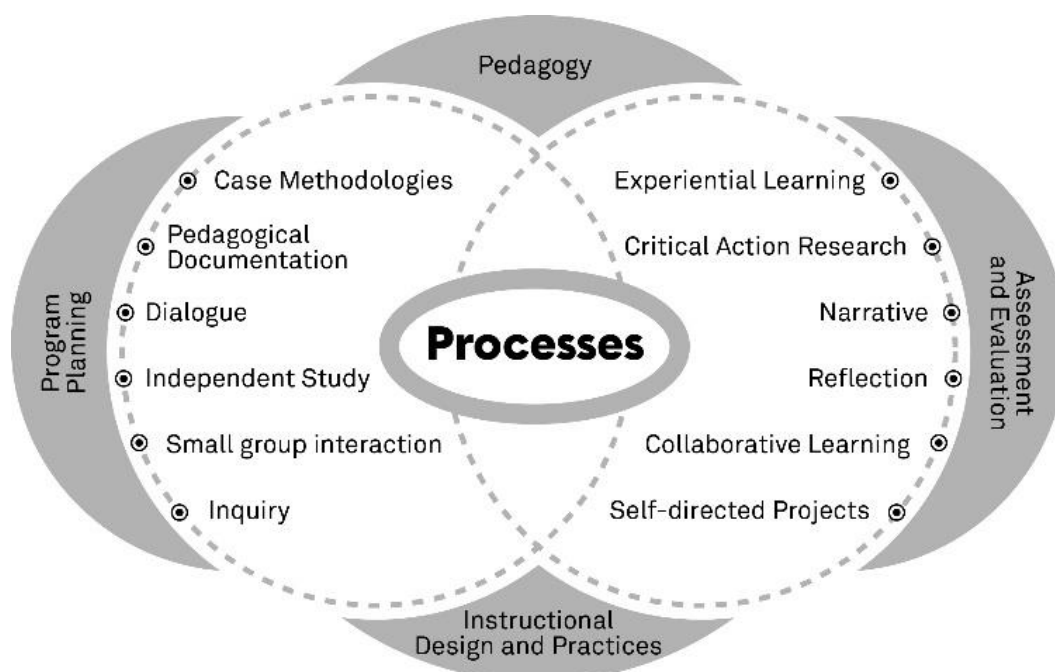 Pedagogy
Program
Planning
Case Methodologies
Pedagogical
Documentation
Dialogue
Independent Study
Small group interaction
Inquiry
Processes
Experiential Learning
Critical Action Research
Narrative
Reflection
Collaborative Learning
Self-directed Projects
Assessment
and Evaluation
Instructional
Design and Practices